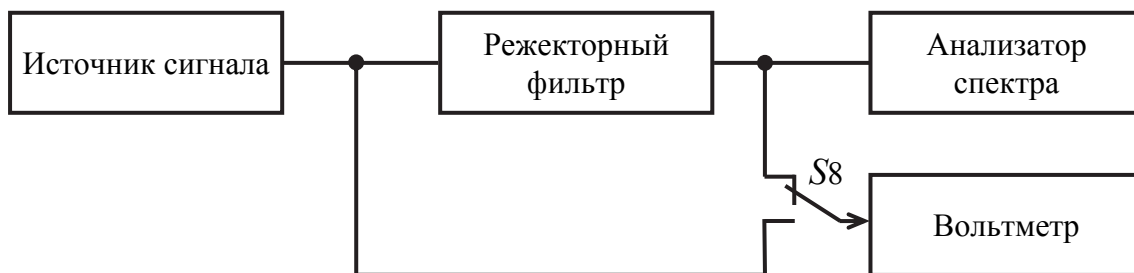 Источник сигнала
Режекторный
фильтр
Анализатор
спектра
S8
Вольтметр